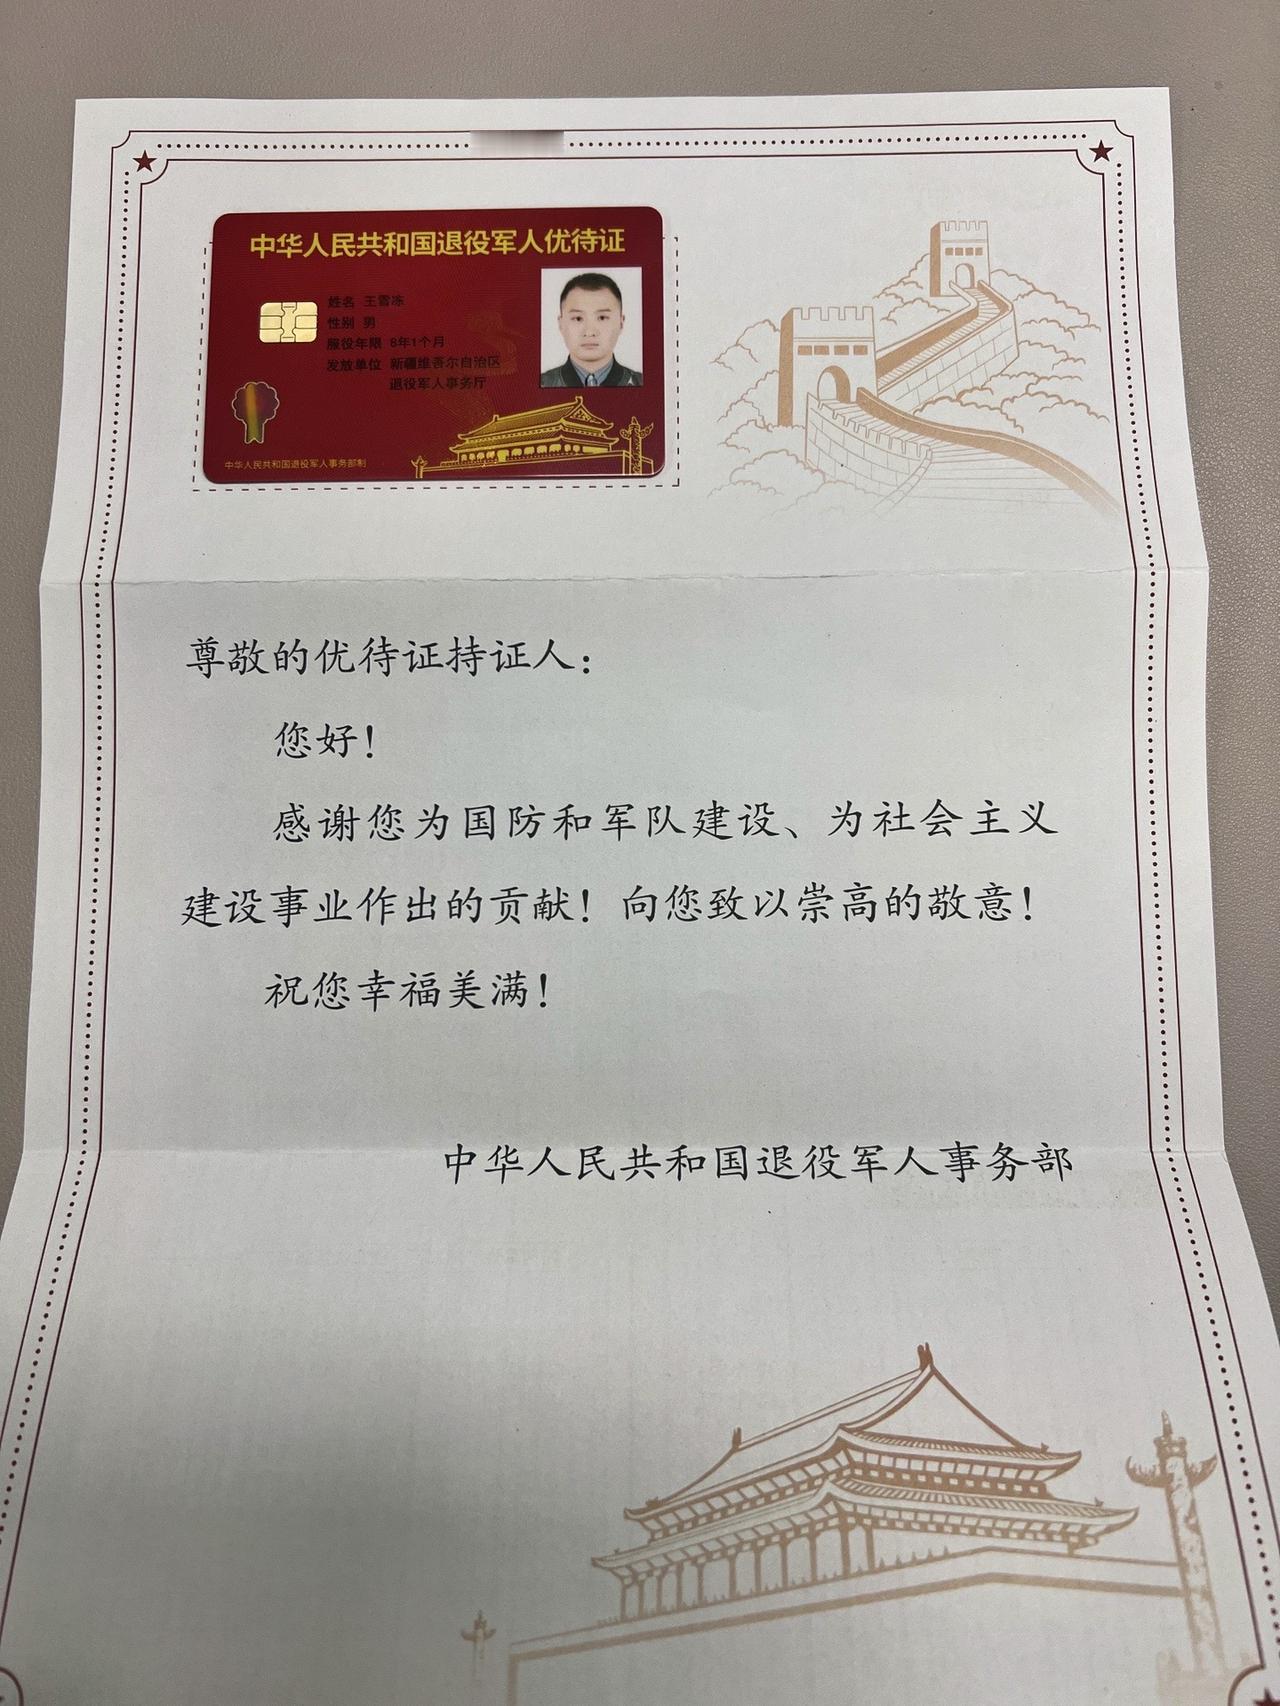 中华人民共和国退役军人优待证
姓名 王雪冻
性别 男
服役年限 8年1个月
发放单位 新疆维吾尔自治区
退役军人事务厅
中华人民共和国退役军人事务部制
尊敬的优待证持证人：
您好！
感谢您为国防和军队建设、为社会主义
建设事业作出的贡献！向您致以崇高的敬意！
祝您幸福美满！
中华人民共和国退役军人事务部